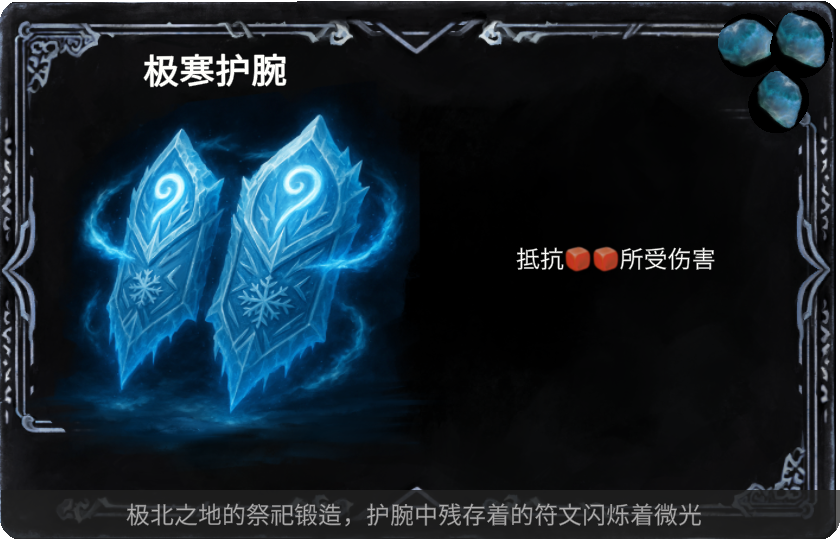 极寒护腕
抵抗所受伤害
极北之地的祭祀锻造，护腕中残存着的符文闪烁着微光